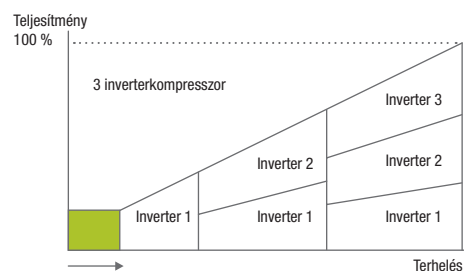 Teljesítmény
100 %
3 inverterkompresszor
Inverter 3
Inverter 2
Inverter 2
Inverter 1
Inverter 1
Inverter 1
Terhelés